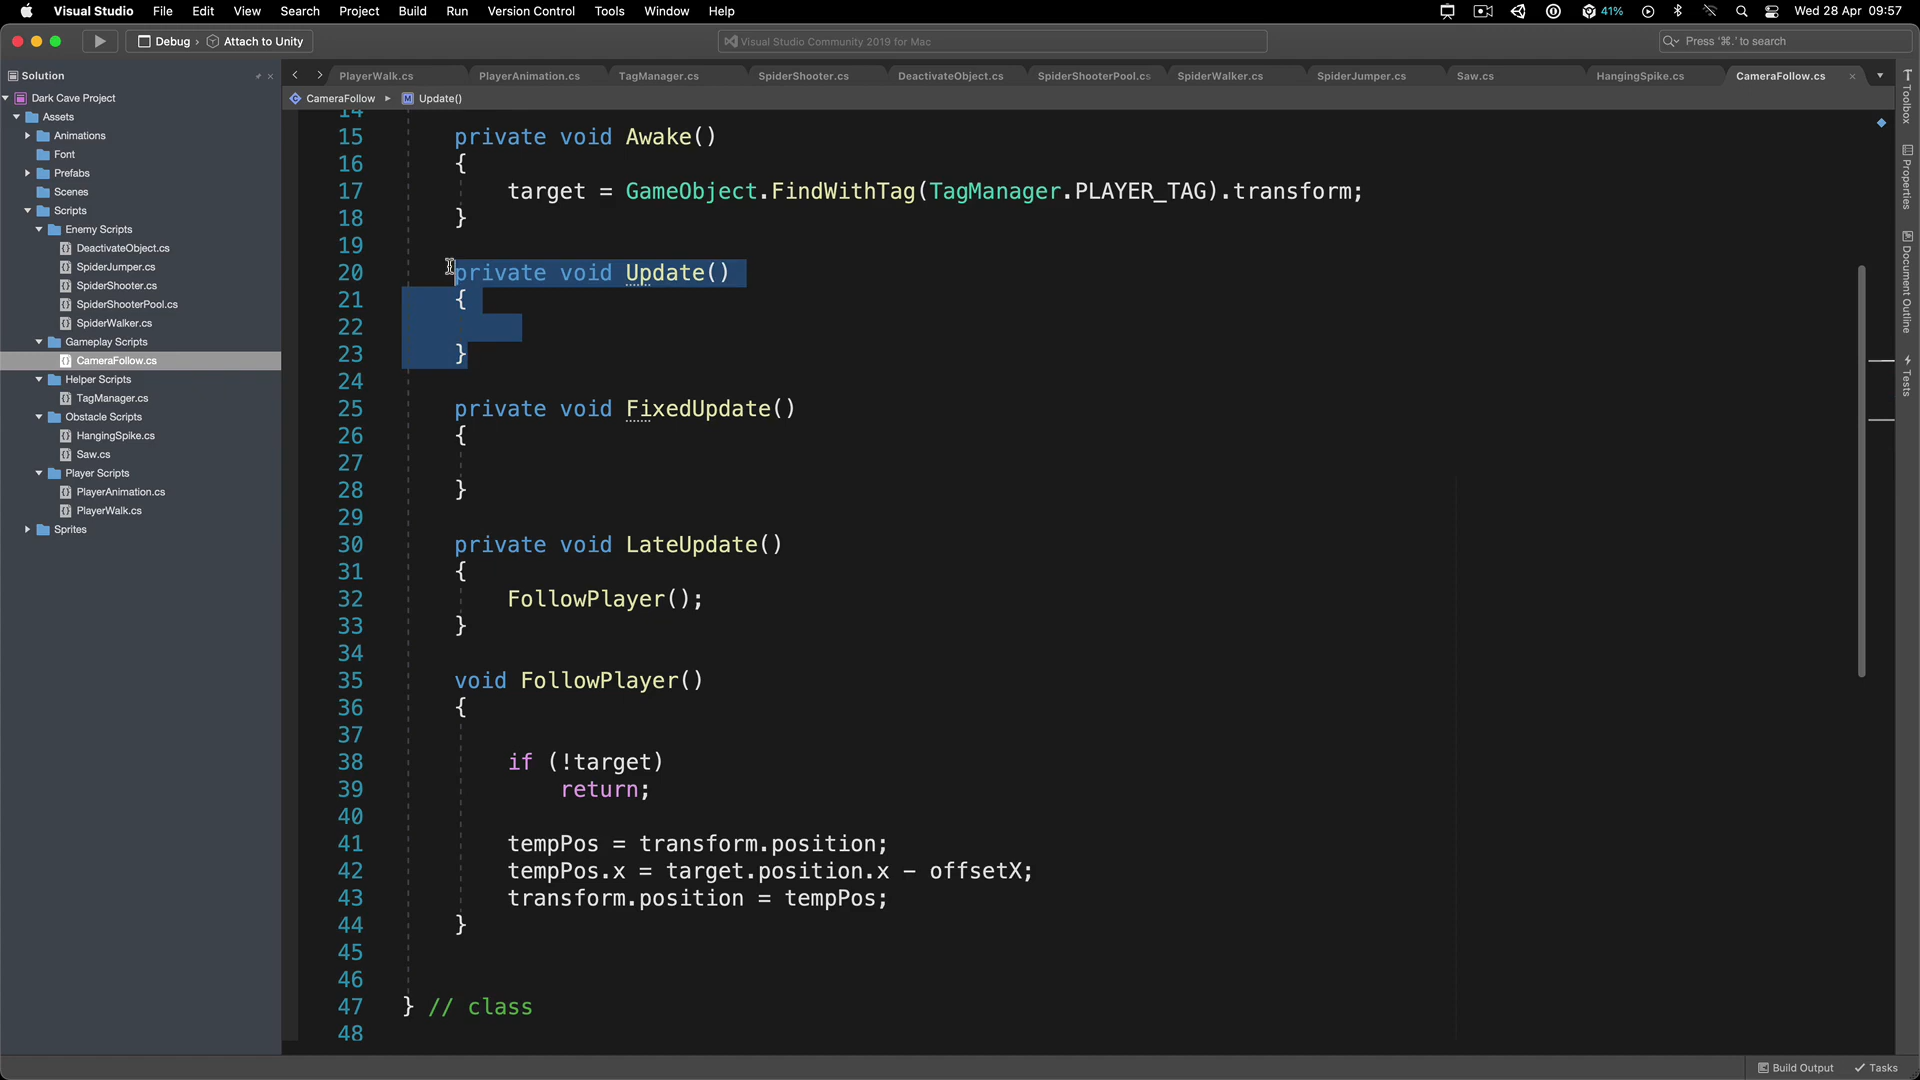 Visual Studio File Edit View Search Project Build Run Version Control Tools Window Help 41% Wed 28 Apr 09:57
Debug › Attach to Unity Visual Studio Community 2019 for Mac Press '⌘.' to search
Solution
Dark Cave Project
Assets
Animations
Font
Prefabs
Scenes
Scripts
Enemy Scripts
DeactivateObject.cs
SpiderJumper.cs
SpiderShooter.cs
SpiderShooterPool.cs
SpiderWalker.cs
Gameplay Scripts
CameraFollow.cs
Helper Scripts
TagManager.cs
Obstacle Scripts
HangingSpike.cs
Saw.cs
Player Scripts
PlayerAnimation.cs
PlayerWalk.cs
Sprites
PlayerWalk.cs PlayerAnimation.cs TagManager.cs SpiderShooter.cs DeactivateObject.cs SpiderShooterPool.cs SpiderWalker.cs SpiderJumper.cs Saw.cs HangingSpike.cs CameraFollow.cs
CameraFollow Update()
14
15 private void Awake()
16 {
17 target = GameObject.FindWithTag(TagManager.PLAYER_TAG).transform;
18 }
19
20 private void Update()
21 {
22
23 }
24
25 private void FixedUpdate()
26 {
27
28 }
29
30 private void LateUpdate()
31 {
32 FollowPlayer();
33 }
34
35 void FollowPlayer()
36 {
37
38 if (!target)
39 return;
40
41 tempPos = transform.position;
42 tempPos.x = target.position.x - offsetX;
43 transform.position = tempPos;
44 }
45
46
47 } // class
48
Toolbox
Properties
Document Outline
Tests
Build Output Tasks